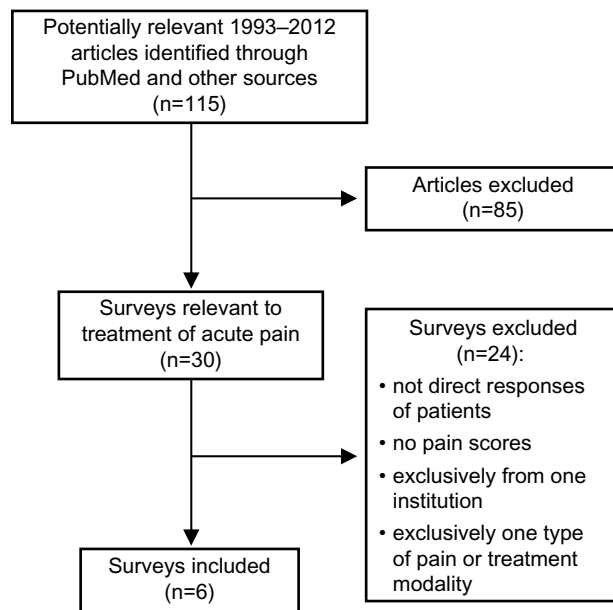 Potentially relevant 1993–2012
articles identified through
PubMed and other sources
(n=115)
Articles excluded
(n=85)
Surveys relevant to
treatment of acute pain
(n=30)
Surveys excluded
(n=24):
• not direct responses
of patients
• no pain scores
• exclusively from one
institution
• exclusively one type
of pain or treatment
modality
Surveys included
(n=6)